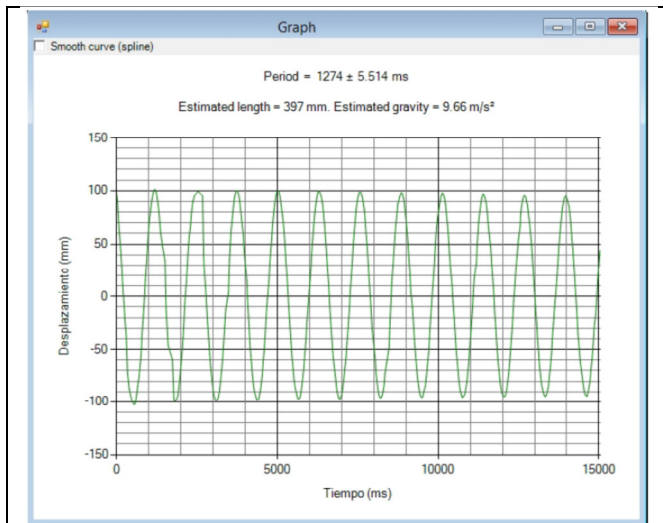 Graph
Smooth curve (spline)
Period = 1274 ± 5.514 ms
Estimated length = 397 mm. Estimated gravity = 9.66 m/s²
150
100
50
0
-50
-100
-150
Desplazamiento (mm)
0 5000 10000 15000
Tiempo (ms)